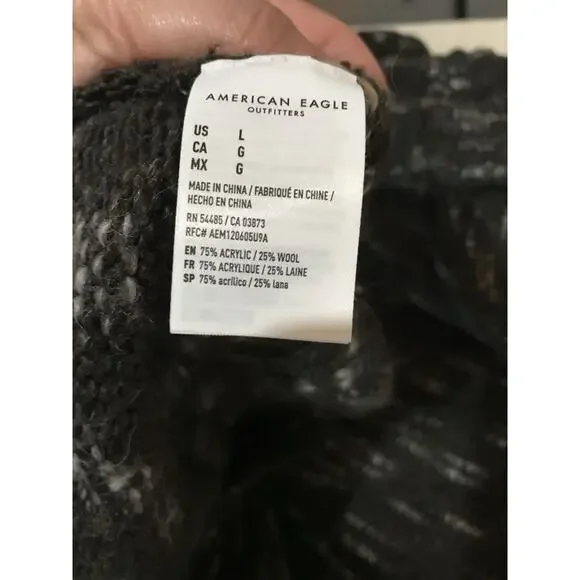 AMERICAN EAGLE
OUTFITTERS
US L
CA G
MX G
MADE IN CHINA / FABRIQUÉ EN CHINE /
HECHO EN CHINA
RN 54485 / CA 03873
RFC# AEM120605U9A
EN 75% ACRYLIC / 25% WOOL
FR 75% ACRYLIQUE / 25% LAINE
SP 75% acrílico / 25% lana